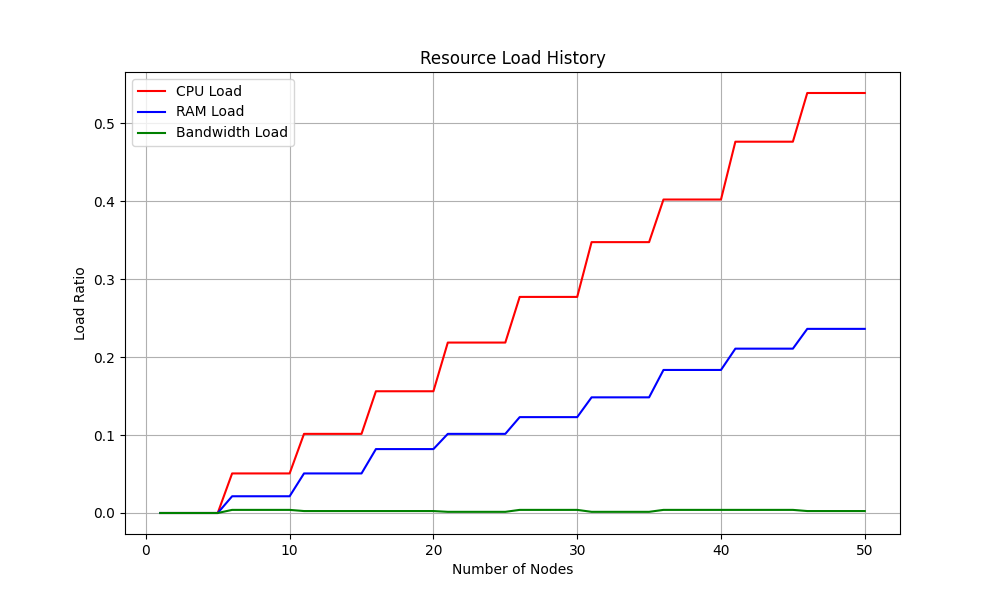 Resource Load History
CPU Load
RAM Load
Bandwidth Load
0.5
0.4
0.3
0.2
0.1
0.0
Load Ratio
0 10 20 30 40 50
Number of Nodes